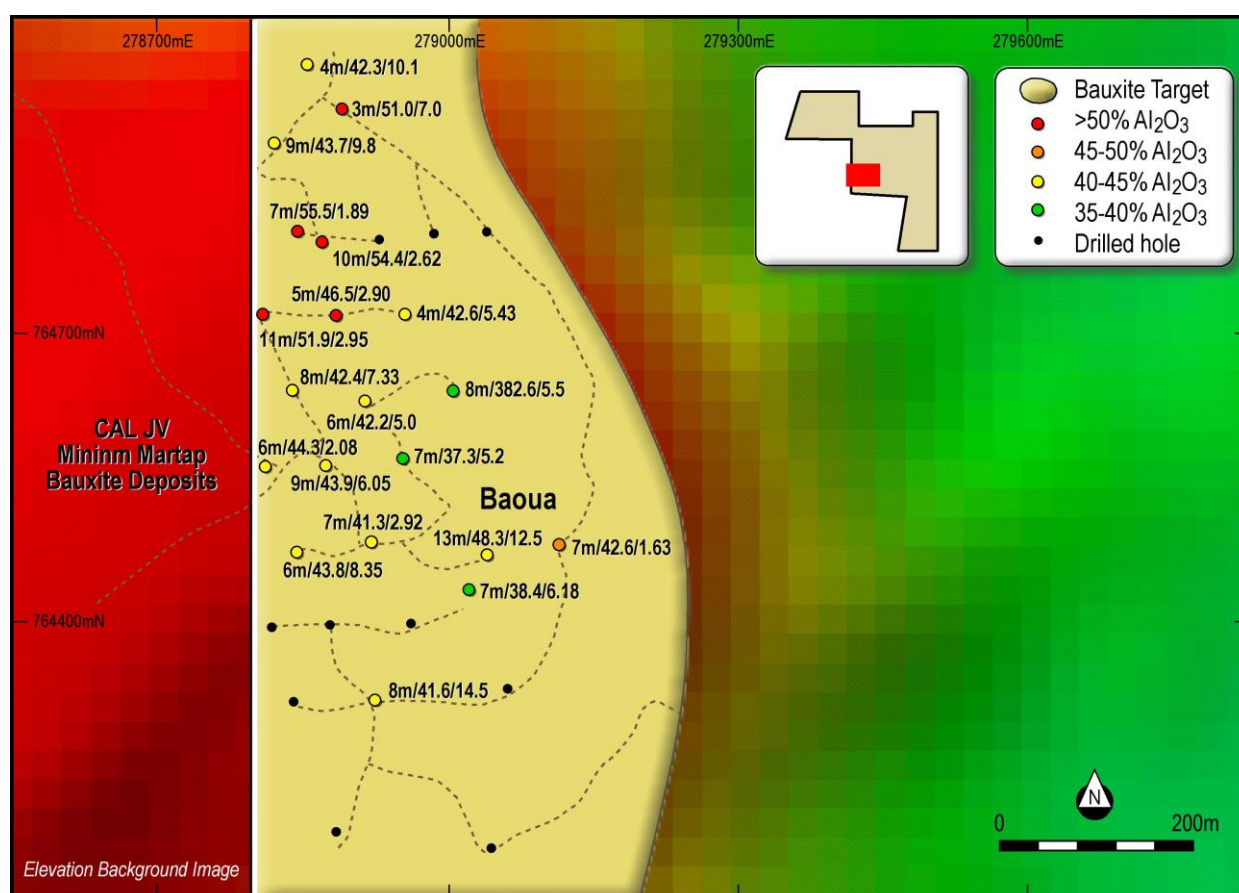 278700mE
279000mE
279300mE
279600mE
4m/42.3/10.1
3m/51.0/7.0
9m/43.7/9.8
7m/55.5/1.89
10m/54.4/2.62
5m/46.5/2.90
4m/42.6/5.43
764700mN
11m/51.9/2.95
8m/42.4/7.33
8m/382.6/5.5
6m/42.2/5.0
CAL JV
Mininm Martap
Bauxite Deposits
6m/44.3/2.08
7m/37.3/5.2
9m/43.9/6.05
Baoua
7m/41.3/2.92
13m/48.3/12.5
7m/42.6/1.63
6m/43.8/8.35
7m/38.4/6.18
764400mN
8m/41.6/14.5
Bauxite Target
>50% Al₂O₃
45-50% Al₂O₃
40-45% Al₂O₃
35-40% Al₂O₃
Drilled hole
N
0 200m
Elevation Background Image